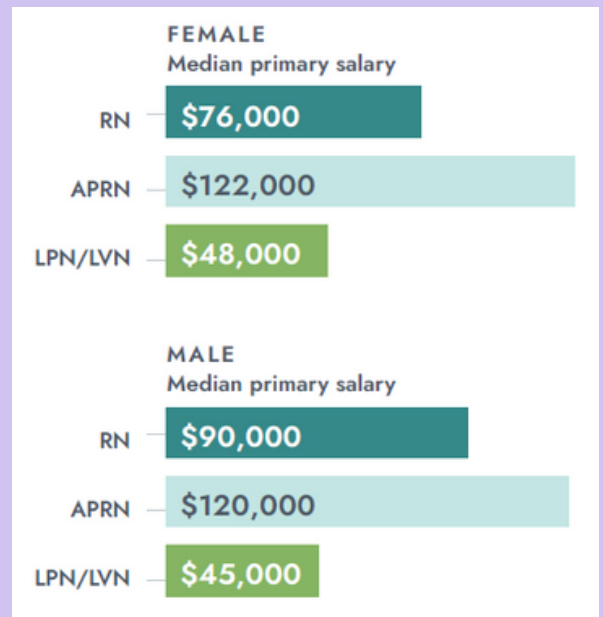 FEMALE
Median primary salary
RN $76,000
APRN $122,000
LPN/LVN $48,000
MALE
Median primary salary
RN $90,000
APRN $120,000
LPN/LVN $45,000